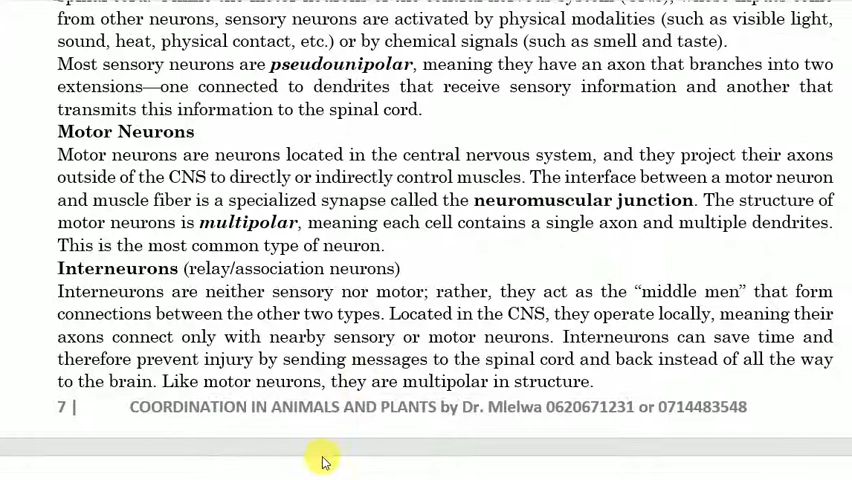 from other neurons, sensory neurons are activated by physical modalities (such as visible light,
sound, heat, physical contact, etc.) or by chemical signals (such as smell and taste).
Most sensory neurons are pseudounipolar, meaning they have an axon that branches into two
extensions—one connected to dendrites that receive sensory information and another that
transmits this information to the spinal cord.
Motor Neurons
Motor neurons are neurons located in the central nervous system, and they project their axons
outside of the CNS to directly or indirectly control muscles. The interface between a motor neuron
and muscle fiber is a specialized synapse called the neuromuscular junction. The structure of
motor neurons is multipolar, meaning each cell contains a single axon and multiple dendrites.
This is the most common type of neuron.
Interneurons (relay/association neurons)
Interneurons are neither sensory nor motor; rather, they act as the “middle men” that form
connections between the other two types. Located in the CNS, they operate locally, meaning their
axons connect only with nearby sensory or motor neurons. Interneurons can save time and
therefore prevent injury by sending messages to the spinal cord and back instead of all the way
to the brain. Like motor neurons, they are multipolar in structure.
7 | COORDINATION IN ANIMALS AND PLANTS by Dr. Mlelwa 0620671231 or 0714483548